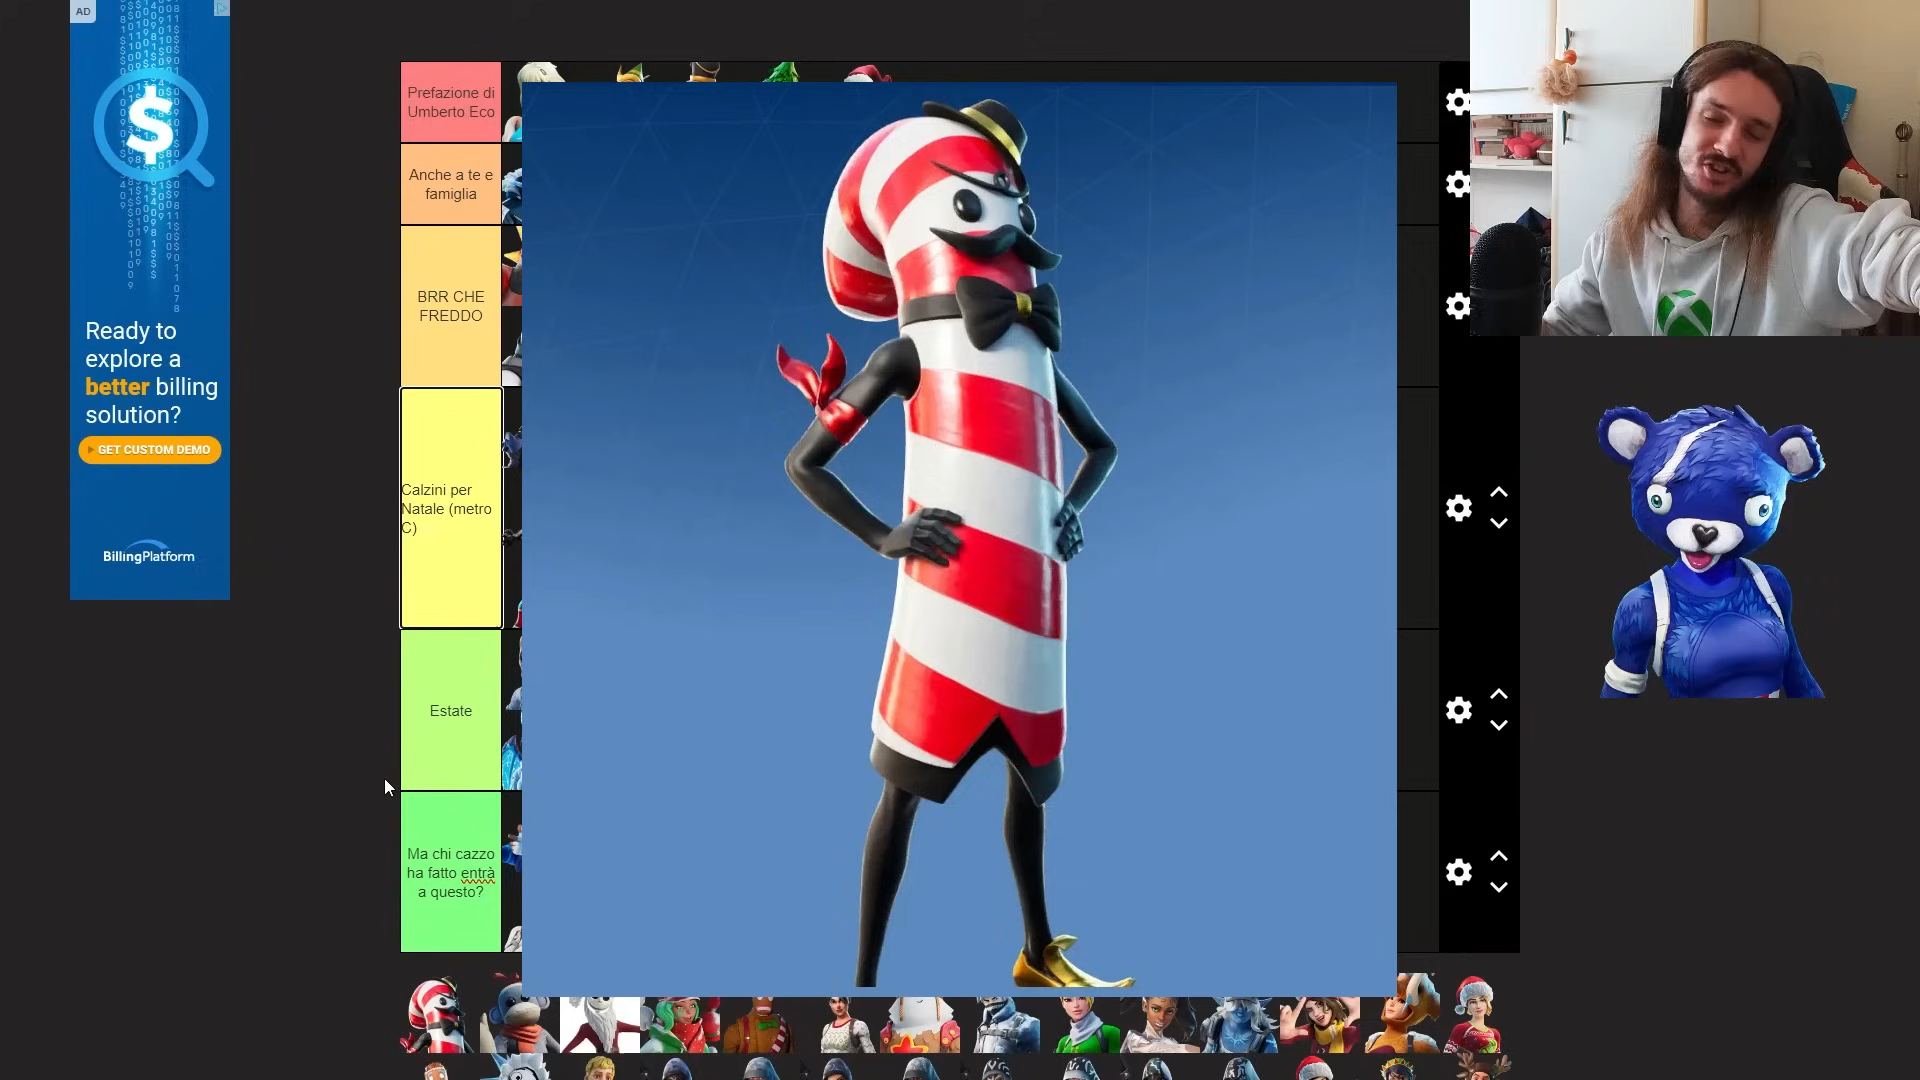 AD
Ready to
explore a
better billing
solution?
GET CUSTOM DEMO
BillingPlatform
Prefazione di
Umberto Eco
Anche a te e
famiglia
BRR CHE
FREDDO
Calzini per
Natale (metro
C)
Estate
Ma chi cazzo
ha fatto entrà
a questo?